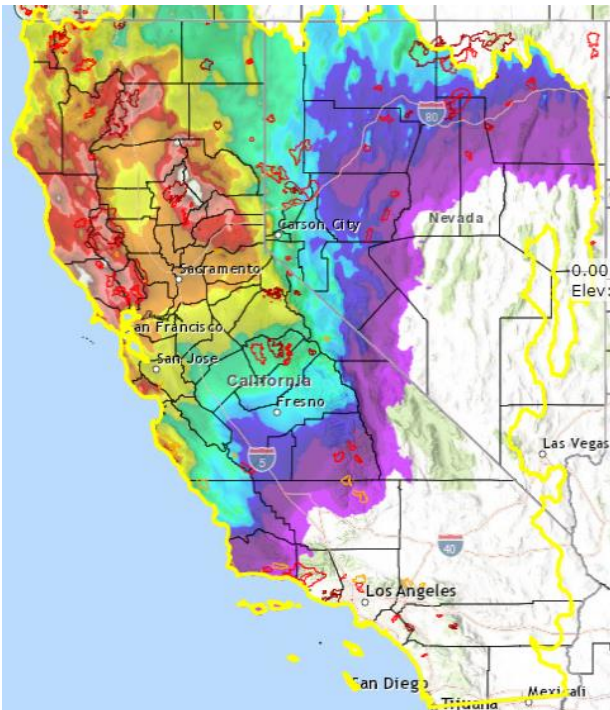 80
Nevada
Carson City
Sacramento
0.00
Elev:
an Francisco
San Jose
California
Fresno
5
Las Vegas
40
Los Angeles
San Diego
Mexicali
Tijuana